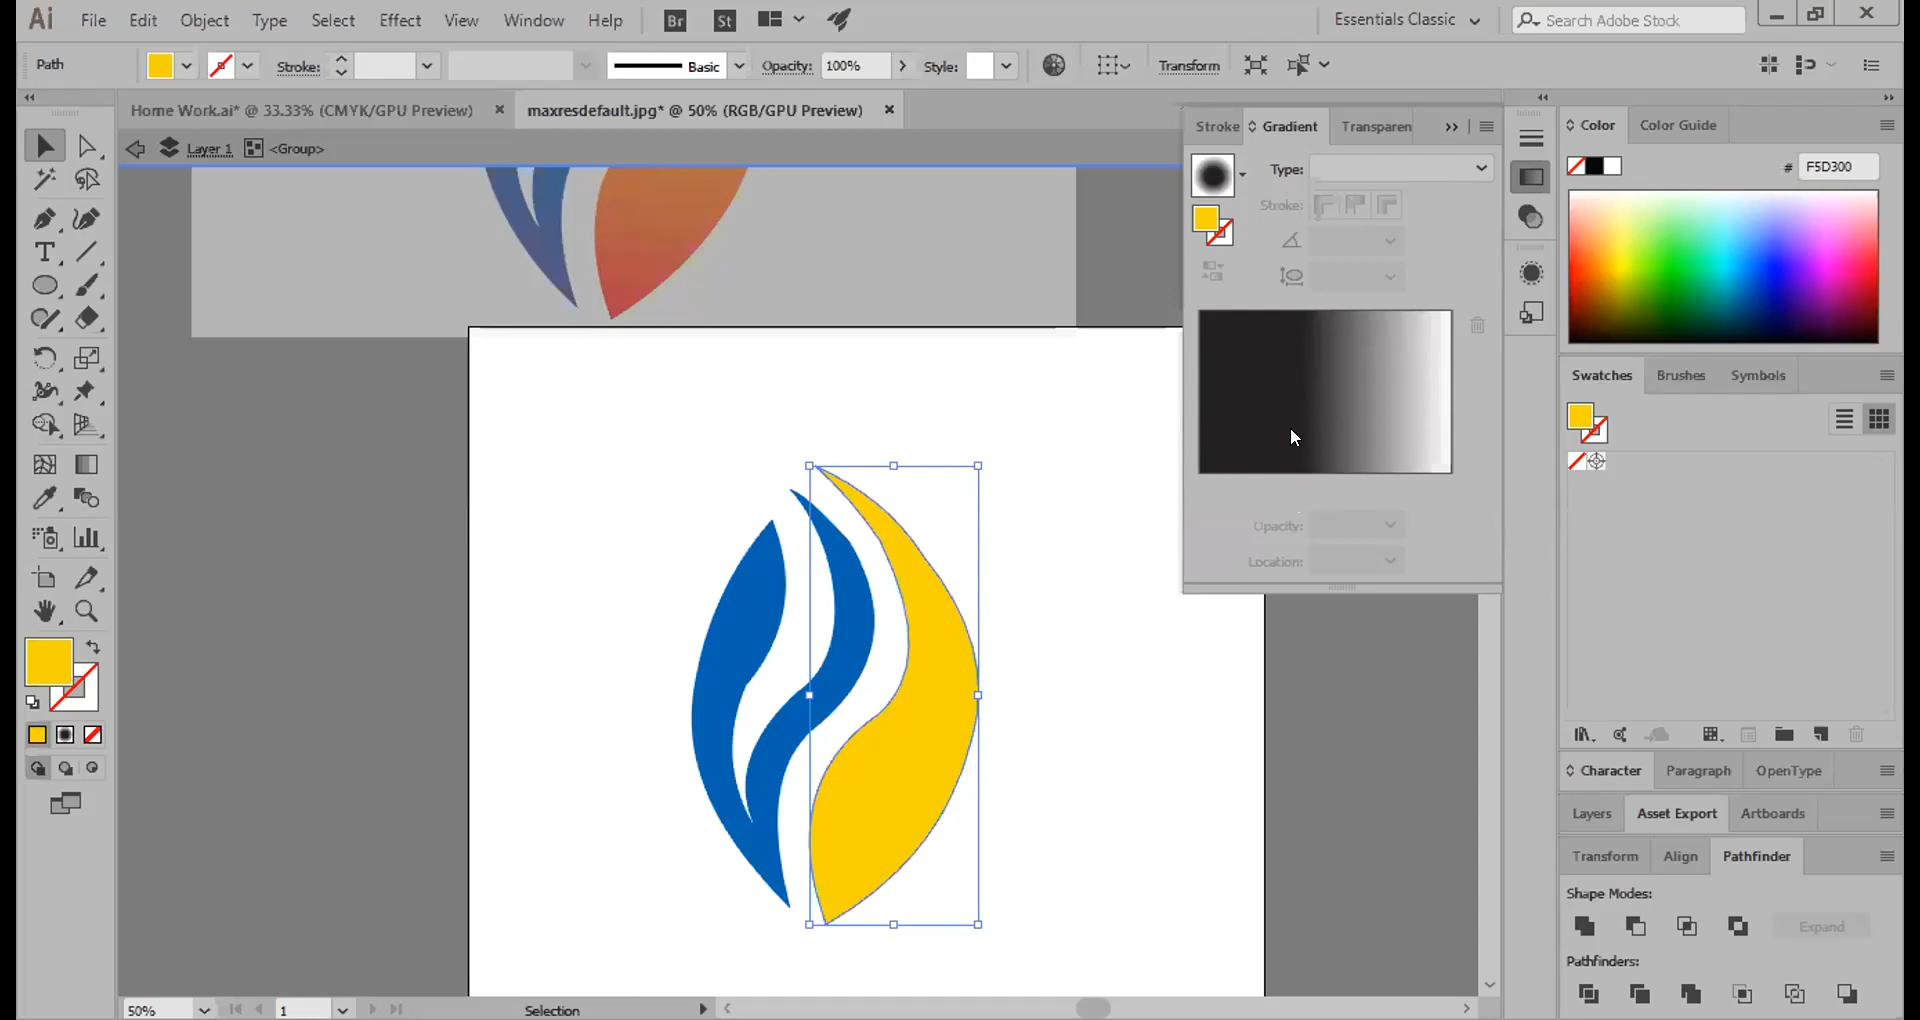 Ai File Edit Object Type Select Effect View Window Help Br St Essentials Classic Search Adobe Stock
Path Stroke: Basic Opacity: 100% Style: Transform
Home Work.ai* @ 33.33% (CMYK/GPU Preview) maxresdefault.jpg* @ 50% (RGB/GPU Preview)
Layer 1 <Group>
Stroke Gradient Transparen
Type:
Stroke:
Opacity:
Location:
Color Color Guide
# F5D300
Swatches Brushes Symbols
Character Paragraph OpenType
Layers Asset Export Artboards
Transform Align Pathfinder
Shape Modes:
Expand
Pathfinders:
50% 1 Selection